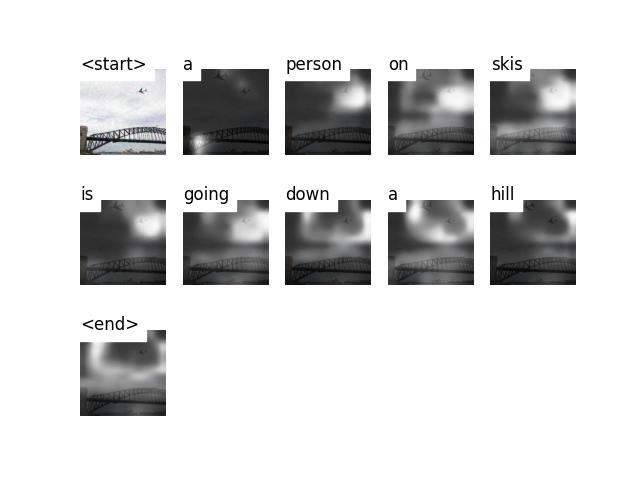 <start> a person on skis
is going down a hill
<end>